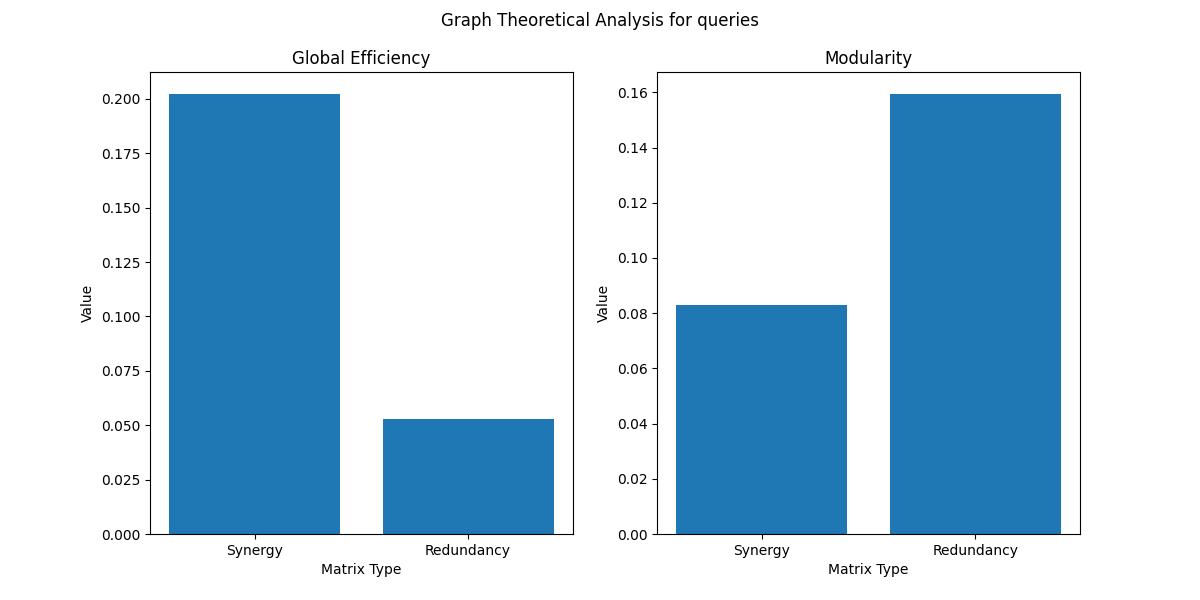 Graph Theoretical Analysis for queries
Global Efficiency
Value
0.200
0.175
0.150
0.125
0.100
0.075
0.050
0.025
0.000
Synergy
Redundancy
Matrix Type
Modularity
Value
0.16
0.14
0.12
0.10
0.08
0.06
0.04
0.02
0.00
Synergy
Redundancy
Matrix Type